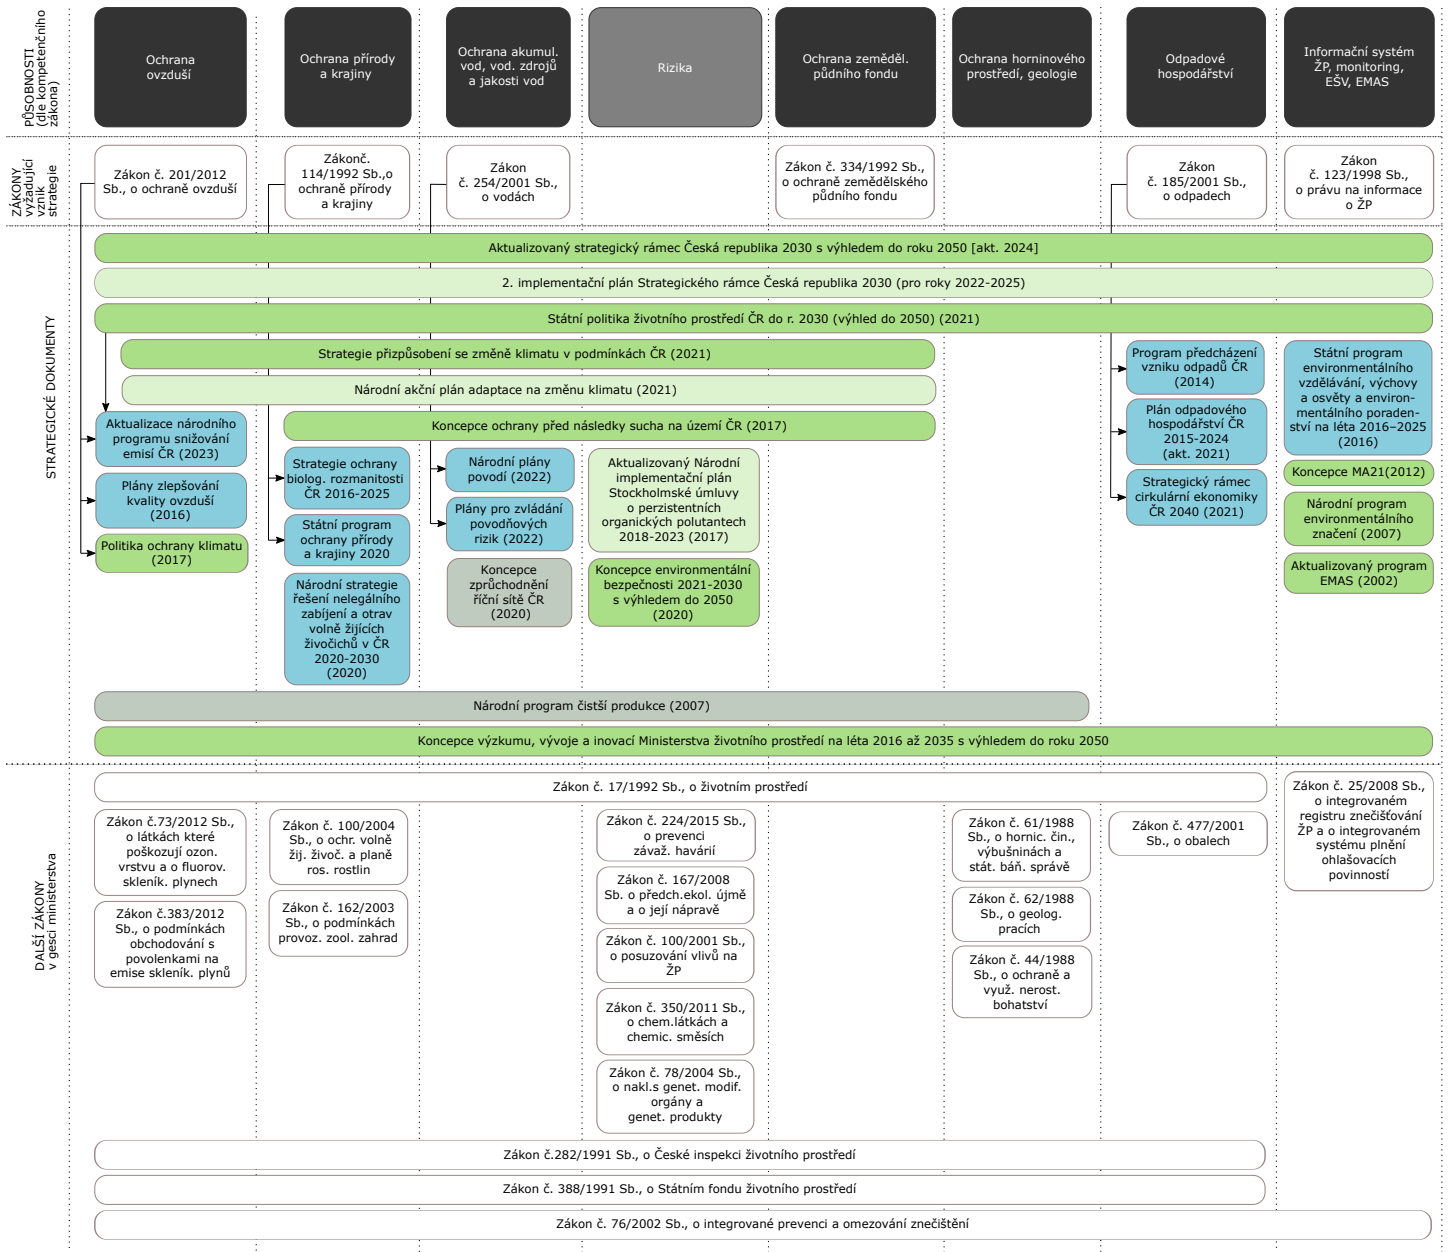 PŮSOBNOSTI
(dle kompetenčního
zákona)
Ochrana
ovzduší
Ochrana přírody
a krajiny
Ochrana akumul.
vod, vod. zdrojů
a jakosti vod
Rizika
Ochrana zeměděl.
půdního fondu
Ochrana horninového
prostředí, geologie
Odpadové
hospodářství
Informační systém
ŽP, monitoring,
EŠV, EMAS
ZÁKONY
vyžadující
vznik
strategie
Zákon č. 201/2012
Sb., o ochraně ovzduší
Zákonč.
114/1992 Sb.,o
ochraně přírody
a krajiny
Zákon
č. 254/2001 Sb.,
o vodách
Zákon č. 334/1992 Sb.,
o ochraně zemědělského
půdního fondu
Zákon
č. 185/2001 Sb.,
o odpadech
Zákon
č. 123/1998 Sb.,
o právu na informace
o ŽP
STRATEGICKÉ DOKUMENTY
Aktualizovaný strategický rámec Česká republika 2030 s výhledem do roku 2050 [akt. 2024]
2. implementační plán Strategického rámce Česká republika 2030 (pro roky 2022-2025)
Státní politika životního prostředí ČR do r. 2030 (výhled do 2050) (2021)
Strategie přizpůsobení se změně klimatu v podmínkách ČR (2021)
Národní akční plán adaptace na změnu klimatu (2021)
Koncepce ochrany před následky sucha na území ČR (2017)
Aktualizace národního
programu snižování
emisí ČR (2023)
Plány zlepšování
kvality ovzduší
(2016)
Politika ochrany klimatu
(2017)
Strategie ochrany
biolog. rozmanitosti
ČR 2016-2025
Státní program
ochrany přírody
a krajiny 2020
Národní strategie
řešení nelegálního
zabíjení a otrav
volně žijících
živočichů v ČR
2020-2030
(2020)
Národní plány
povodí (2022)
Plány pro zvládání
povodňových
rizik (2022)
Koncepce
zprůchodnění
říční sítě ČR
(2020)
Aktualizovaný Národní
implementační plán
Stockholmské úmluvy
o perzistentních
organických polutantech
2018-2023 (2017)
Koncepce environmentální
bezpečnosti 2021-2030
s výhledem do 2050
(2020)
Program předcházení
vzniku odpadů ČR
(2014)
Plán odpadového
hospodářství ČR
2015-2024
(akt. 2021)
Strategický rámec
cirkulární ekonomiky
ČR 2040 (2021)
Státní program
environmentálního
vzdělávání, výchovy
a osvěty a environ-
mentálního poraden-
ství na léta 2016–2025
(2016)
Koncepce MA21(2012)
Národní program
environmentálního
značení (2007)
Aktualizovaný program
EMAS (2002)
Národní program čistší produkce (2007)
Koncepce výzkumu, vývoje a inovací Ministerstva životního prostředí na léta 2016 až 2035 s výhledem do roku 2050
DALŠÍ ZÁKONY
v gesci ministerstva
Zákon č. 17/1992 Sb., o životním prostředí
Zákon č.73/2012 Sb.,
o látkách které
poškozují ozon.
vrstvu a o fluorov.
skleník. plynech
Zákon č.383/2012
Sb., o podmínkách
obchodování s
povolenkami na
emise skleník. plynů
Zákon č. 100/2004
Sb., o ochr. volně
žij. živoč. a planě
ros. rostlin
Zákon č. 162/2003
Sb., o podmínkách
provoz. zool. zahrad
Zákon č. 224/2015 Sb.,
o prevenci
závaž. havárií
Zákon č. 167/2008
Sb. o předch.ekol. újmě
a o její nápravě
Zákon č. 100/2001 Sb.,
o posuzování vlivů na
ŽP
Zákon č. 350/2011 Sb.,
o chem.látkách a
chemic. směsích
Zákon č. 78/2004 Sb.,
o nakl.s genet. modif.
orgány a
genet. produkty
Zákon č. 61/1988
Sb., o hornic. čin.,
výbušninách a
stát. báň. správě
Zákon č. 62/1988
Sb., o geolog.
pracích
Zákon č. 44/1988
Sb., o ochraně a
využ. nerost.
bohatství
Zákon č. 477/2001
Sb., o obalech
Zákon č. 25/2008 Sb.,
o integrovaném
registru znečišťování
ŽP a o integrovaném
systému plnění
ohlašovacích
povinností
Zákon č.282/1991 Sb., o České inspekci životního prostředí
Zákon č. 388/1991 Sb., o Státním fondu životního prostředí
Zákon č. 76/2002 Sb., o integrované prevenci a omezování znečištění